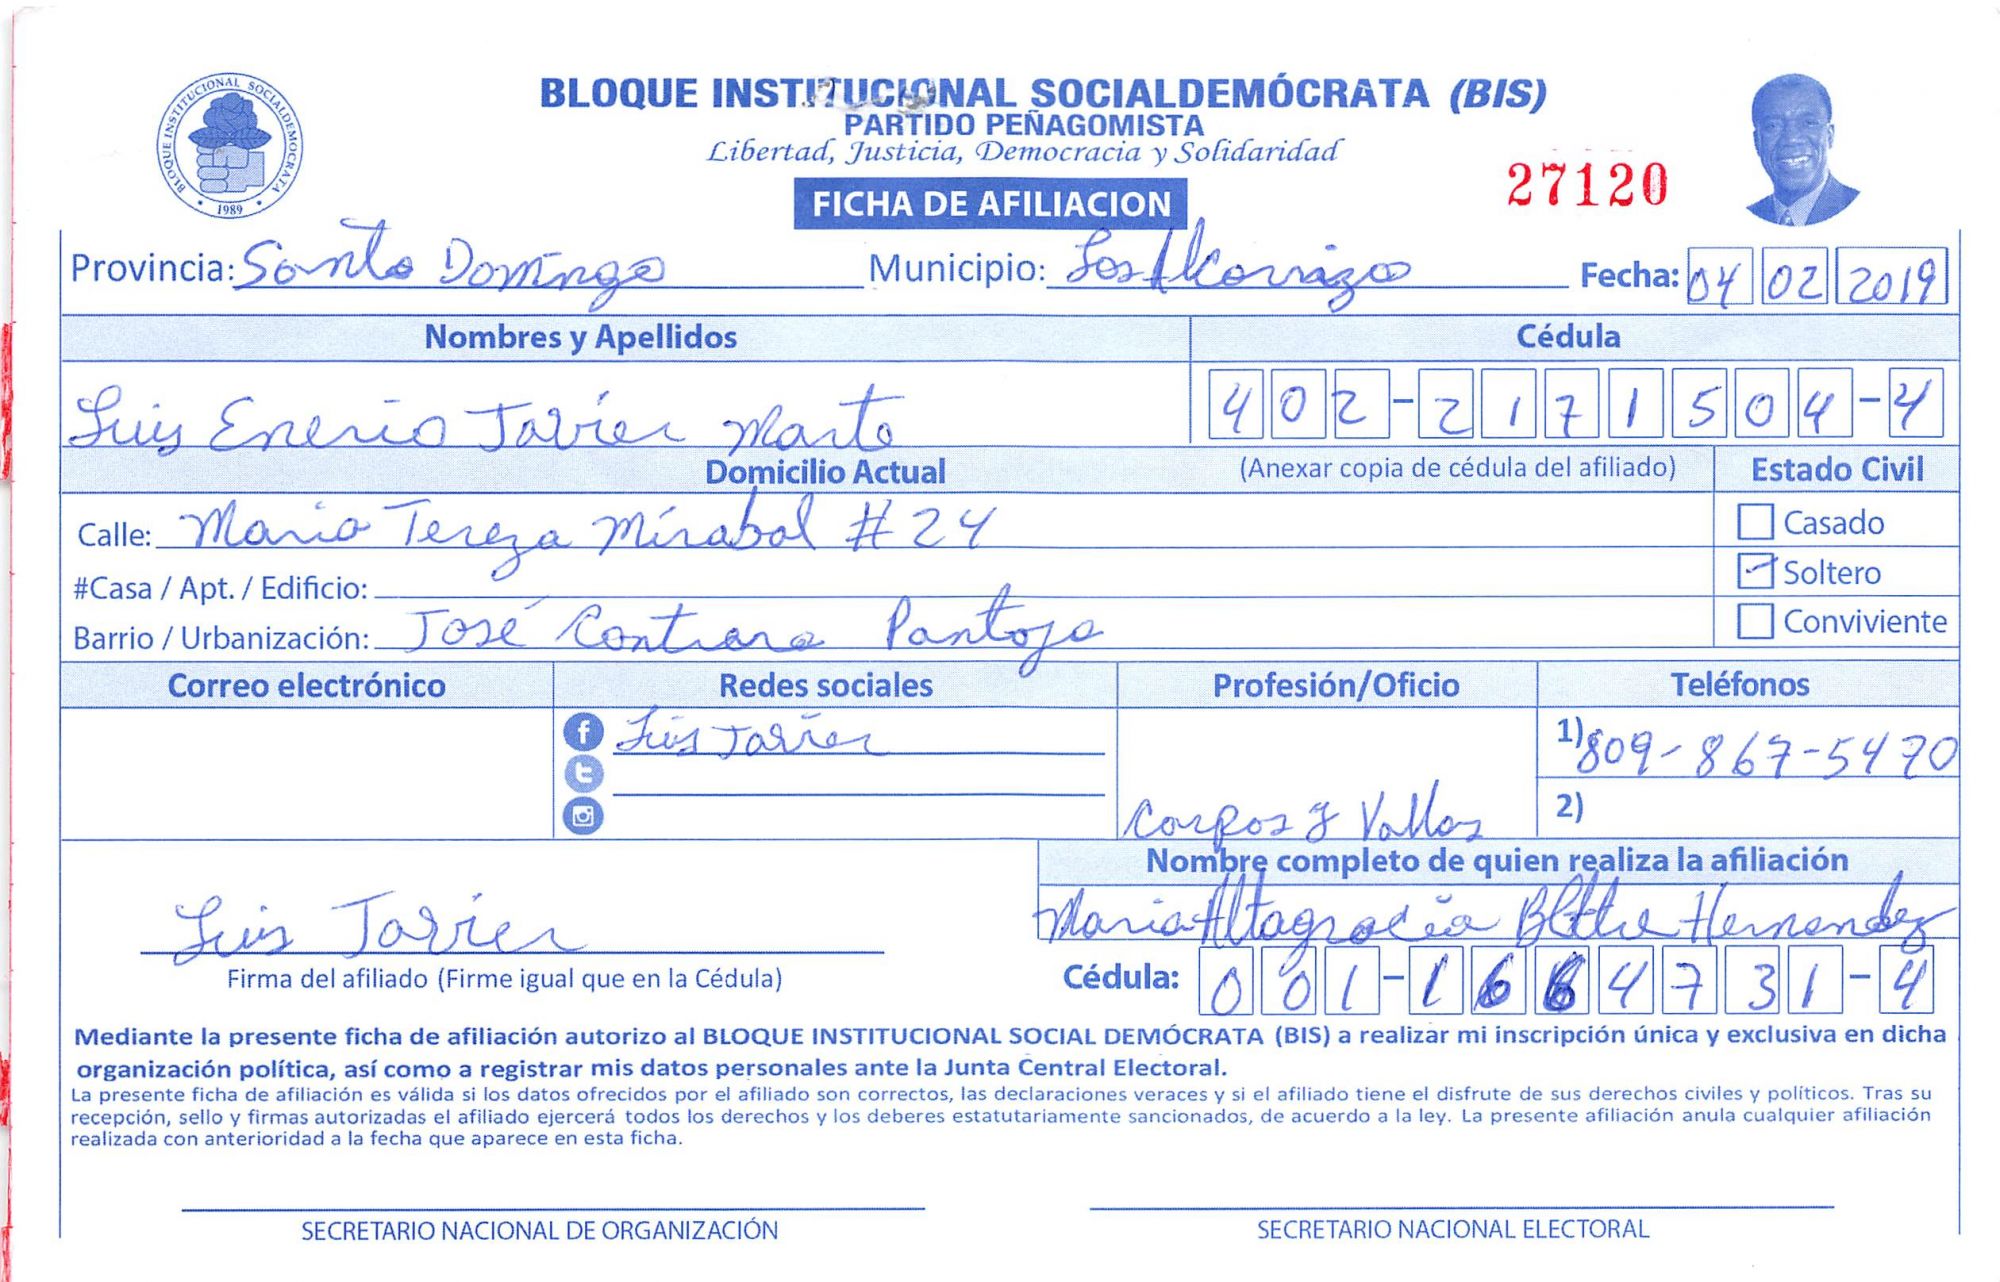 BLOQUE INSTITUCIONAL SOCIALDEMOCRATA
1989
BLOQUE INSTITUCIONAL SOCIALDEMÓCRATA (BIS)
PARTIDO PEÑAGOMISTA
Libertad, Justicia, Democracia y Solidaridad
27120
FICHA DE AFILIACION
Provincia: Santo Domingo Municipio: Los Alcarrizos Fecha: 04 02 2019
Nombres y Apellidos Cédula
Luis Enerio Javier Marte 402-2171504-4
Domicilio Actual (Anexar copia de cédula del afiliado) Estado Civil
Calle: Maria Tereza Mirabal #24 Casado
#Casa / Apt. / Edificio: Soltero
Barrio / Urbanización: José Contrera Pantoja Conviviente
Correo electrónico Redes sociales Profesión/Oficio Teléfonos
Luis Javier 1) 809-867-5470
Carpas y Vallas 2)
Nombre completo de quien realiza la afiliación
Luis Javier Maria Altagracia Hernandez
Firma del afiliado (Firme igual que en la Cédula) Cédula: 001-1664731-4
Mediante la presente ficha de afiliación autorizo al BLOQUE INSTITUCIONAL SOCIAL DEMÓCRATA (BIS) a realizar mi inscripción única y exclusiva en dicha
organización política, así como a registrar mis datos personales ante la Junta Central Electoral.
La presente ficha de afiliación es válida si los datos ofrecidos por el afiliado son correctos, las declaraciones veraces y si el afiliado tiene el disfrute de sus derechos civiles y políticos. Tras su
recepción, sello y firmas autorizadas el afiliado ejercerá todos los derechos y los deberes estatutariamente sancionados, de acuerdo a la ley. La presente afiliación anula cualquier afiliación
realizada con anterioridad a la fecha que aparece en esta ficha.
SECRETARIO NACIONAL DE ORGANIZACIÓN SECRETARIO NACIONAL ELECTORAL